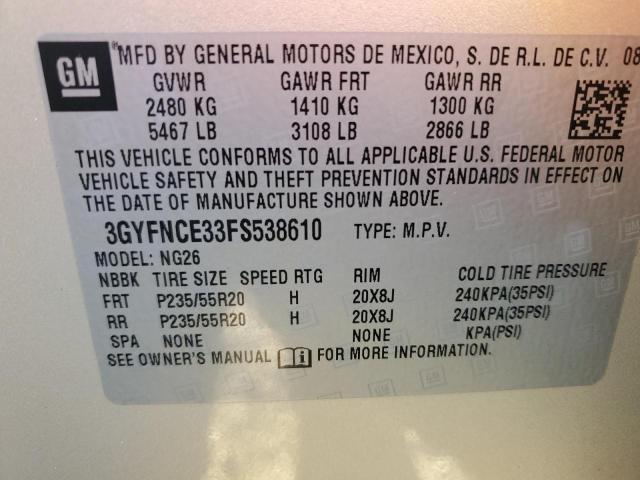 GM
® MFD BY GENERAL MOTORS DE MEXICO, S. DE R.L. DE C.V. 08
GVWR GAWR FRT GAWR RR
2480 KG 1410 KG 1300 KG
5467 LB 3108 LB 2866 LB
THIS VEHICLE CONFORMS TO ALL APPLICABLE U.S. FEDERAL MOTOR
VEHICLE SAFETY AND THEFT PREVENTION STANDARDS IN EFFECT ON
THE DATE OF MANUFACTURE SHOWN ABOVE.
3GYFNCE33FS538610 TYPE: M.P.V.
MODEL: NG26
NBBK TIRE SIZE SPEED RTG RIM COLD TIRE PRESSURE
FRT P235/55R20 H 20X8J 240KPA(35PSI)
RR P235/55R20 H 20X8J 240KPA(35PSI)
SPA NONE NONE KPA(PSI)
SEE OWNER'S MANUAL FOR MORE INFORMATION.